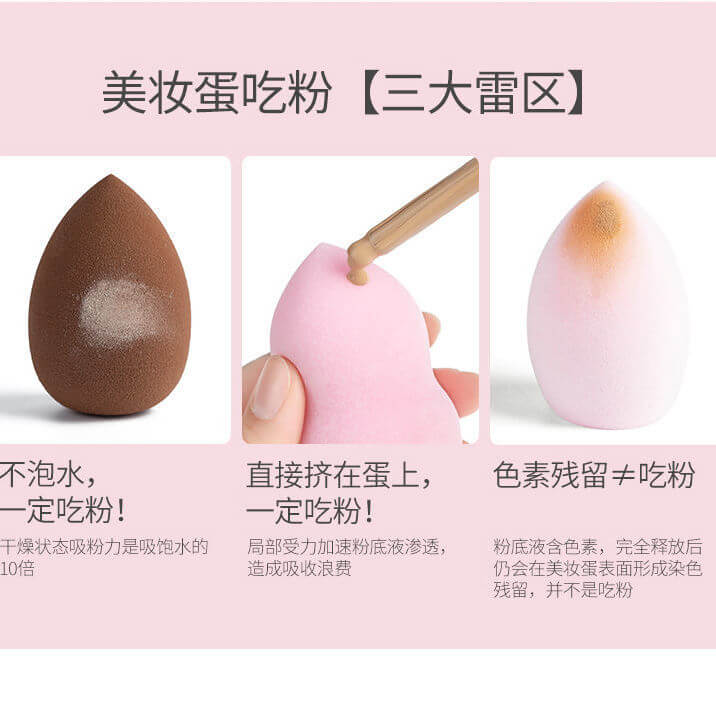 美妆蛋吃粉【三大雷区】
不泡水，
一定吃粉！
干燥状态吸粉力是吸饱水的
10倍
直接挤在蛋上，
一定吃粉！
局部受力加速粉底液渗透，
造成吸收浪费
色素残留≠吃粉
粉底液含色素，完全释放后
仍会在美妆蛋表面形成染色
残留，并不是吃粉